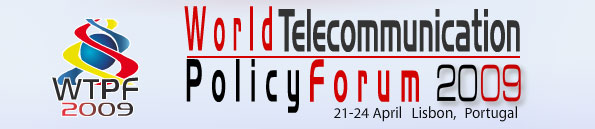 WTPF
2009
World Telecommunication
Policy Forum 2009
21-24 April Lisbon, Portugal